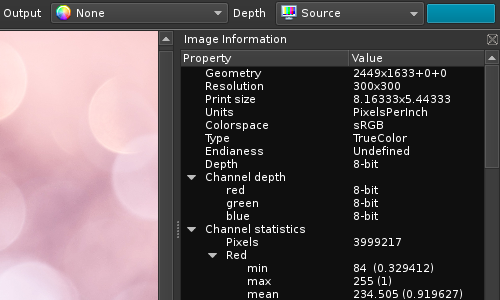 Output None Depth Source
Image Information
Property Value
Geometry 2449x1633+0+0
Resolution 300x300
Print size 8.16333x5.44333
Units PixelsPerInch
Colorspace sRGB
Type TrueColor
Endianess Undefined
Depth 8-bit
Channel depth
red 8-bit
green 8-bit
blue 8-bit
Channel statistics
Pixels 3999217
Red
min 84 (0.329412)
max 255 (1)
mean 234.505 (0.919627)